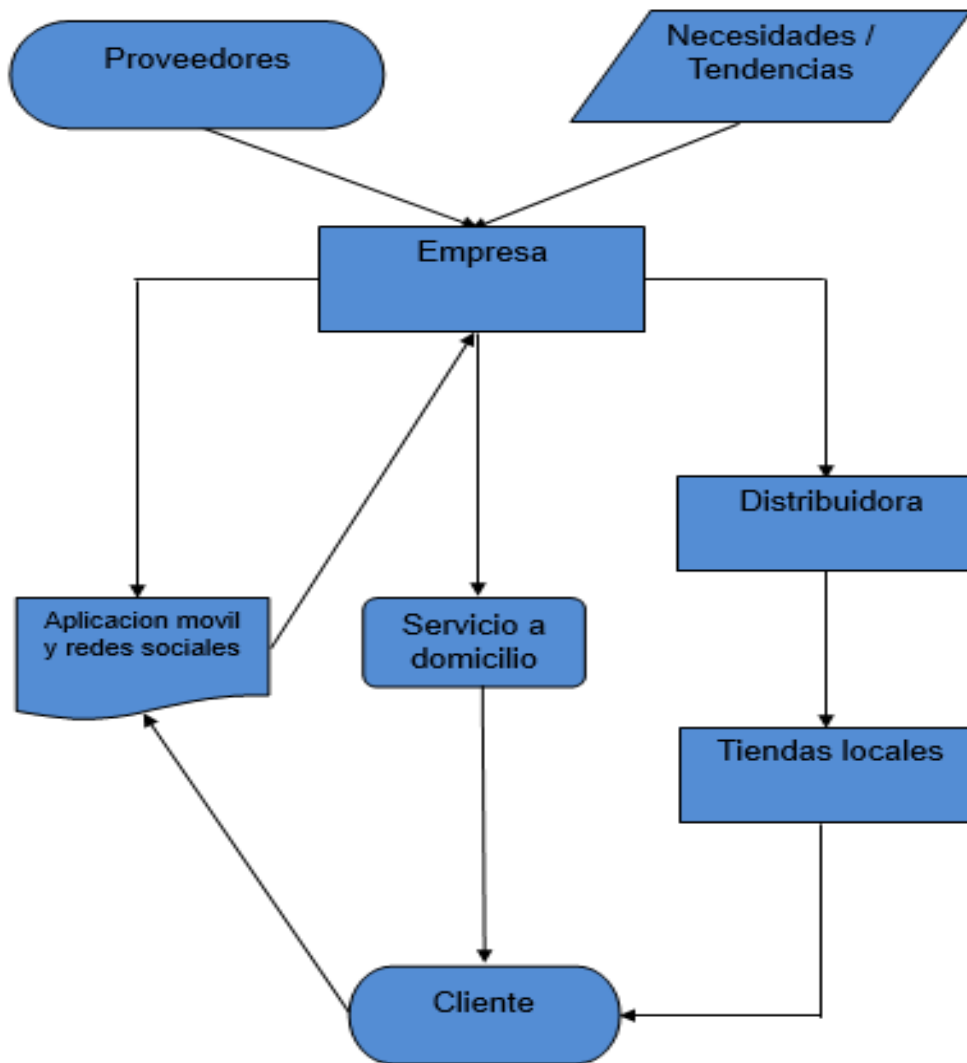 Proveedores
Necesidades /
Tendencias
Empresa
Distribuidora
Aplicacion movil
y redes sociales
Servicio a
domicilio
Tiendas locales
Cliente